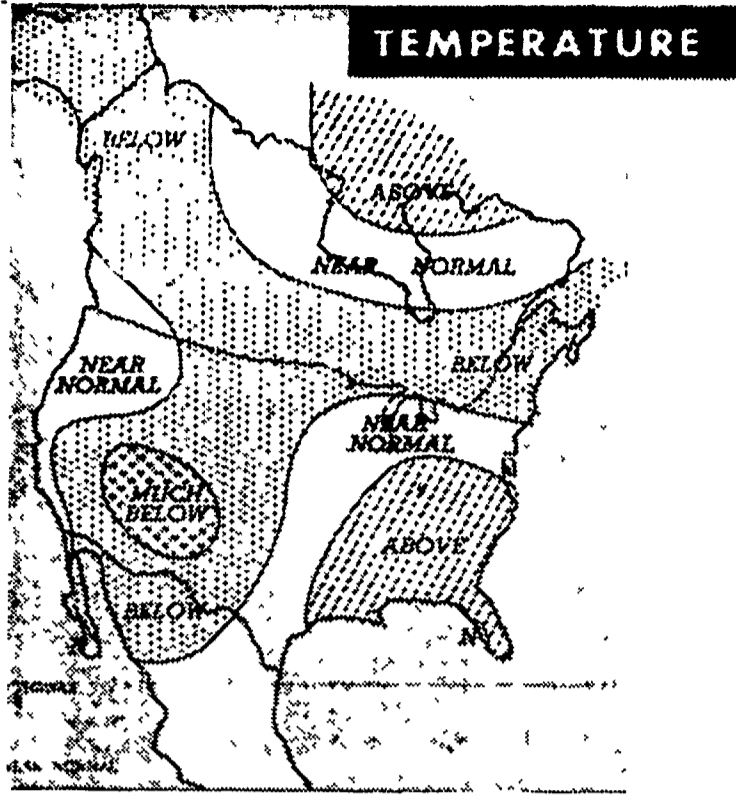 TEMPERATURE
BELOW
ABOVE
NEAR NORMAL
BELOW
NEAR
NORMAL
NEAR
NORMAL
MUCH
BELOW
ABOVE
BELOW
N